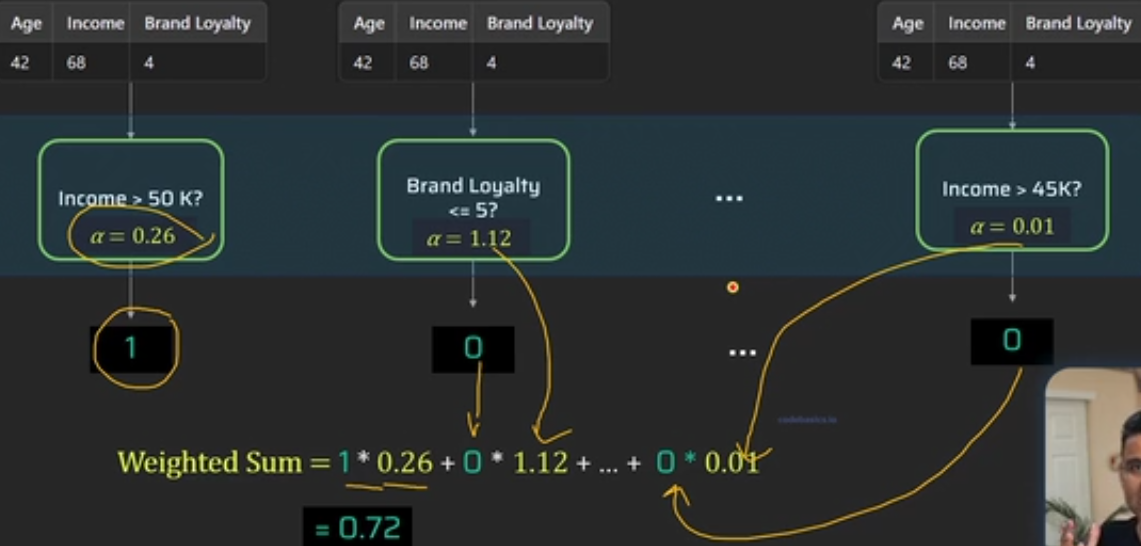 Age Income Brand Loyalty
42 68 4
Age Income Brand Loyalty
42 68 4
Age Income Brand Loyalty
42 68 4
Income > 50 K?
α = 0.26
Brand Loyalty
<= 5?
α = 1.12
...
Income > 45K?
α = 0.01
1
0
...
0
codebasics.io
Weighted Sum = 1 * 0.26 + 0 * 1.12 + ... + 0 * 0.01
= 0.72